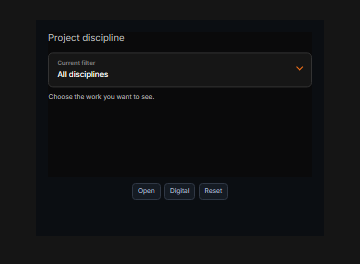 Project discipline
Current filter
All disciplines
Choose the work you want to see.
Open Digital Reset